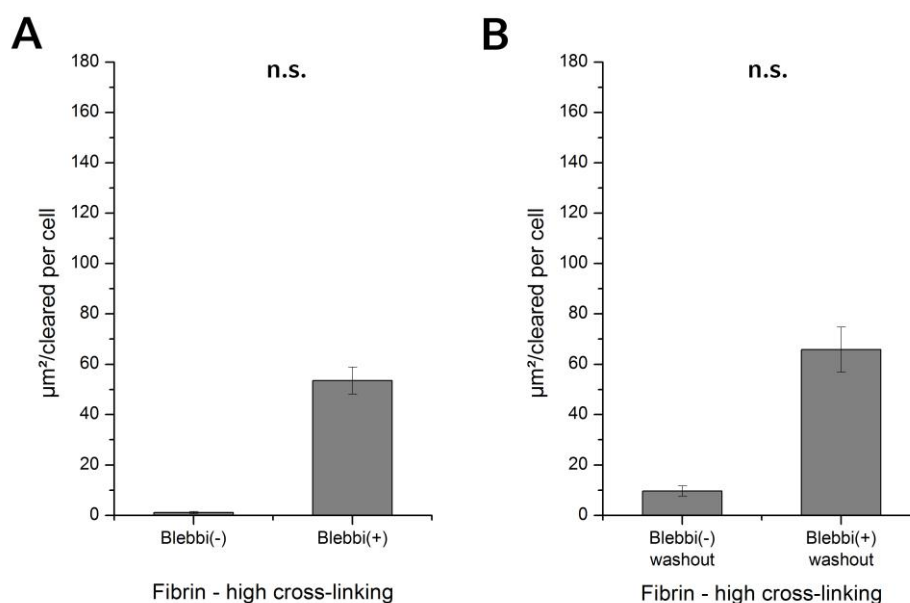 A
n.s.
180
160
140
120
100
80
60
40
20
0
µm²/cleared per cell
Blebbi(-)
Blebbi(+)
Fibrin - high cross-linking
B
n.s.
180
160
140
120
100
80
60
40
20
0
µm²/cleared per cell
Blebbi(-)
washout
Blebbi(+)
washout
Fibrin - high cross-linking